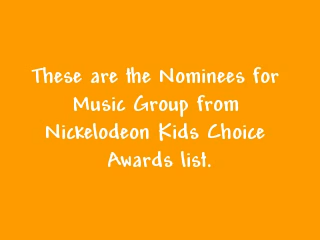 These are the Nominees for
Music Group from
Nickelodeon Kids Choice
Awards list.